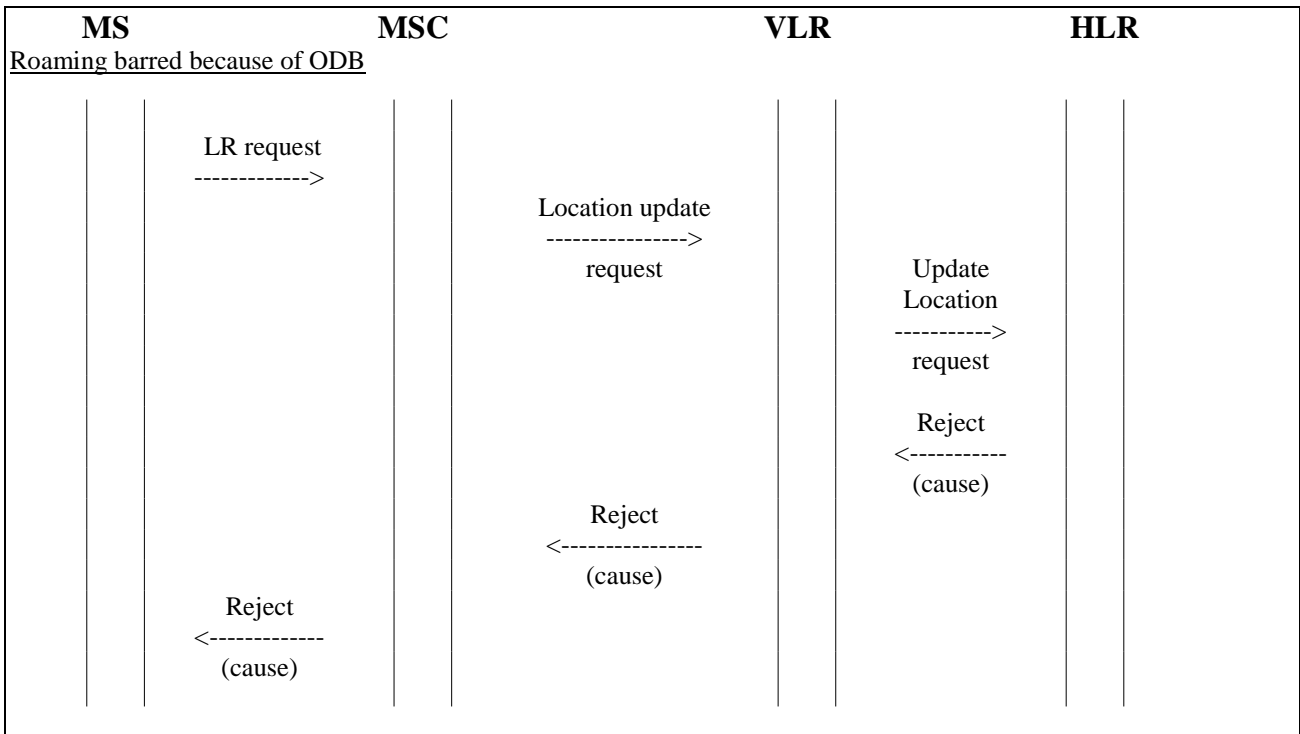 MS MSC VLR HLR
Roaming barred because of ODB
LR request
------------->
Location update
---------------->
request Update
Location
----------->
request
Reject
<-----------
(cause)
Reject
<----------------
(cause)
Reject
<-------------
(cause)